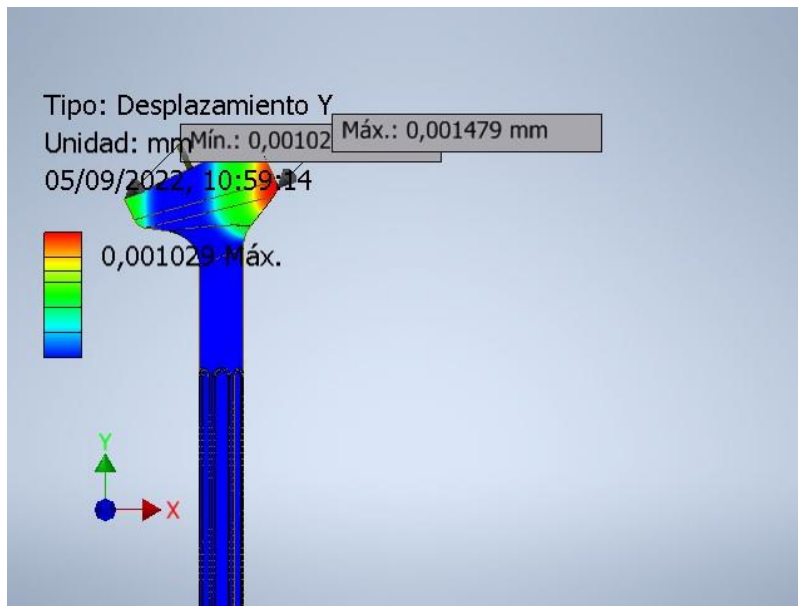 Tipo: Desplazamiento Y
Unidad: mm
Mín.: 0,00102
Máx.: 0,001479 mm
05/09/2022, 10:59:14
0,001029 Máx.
Y
X